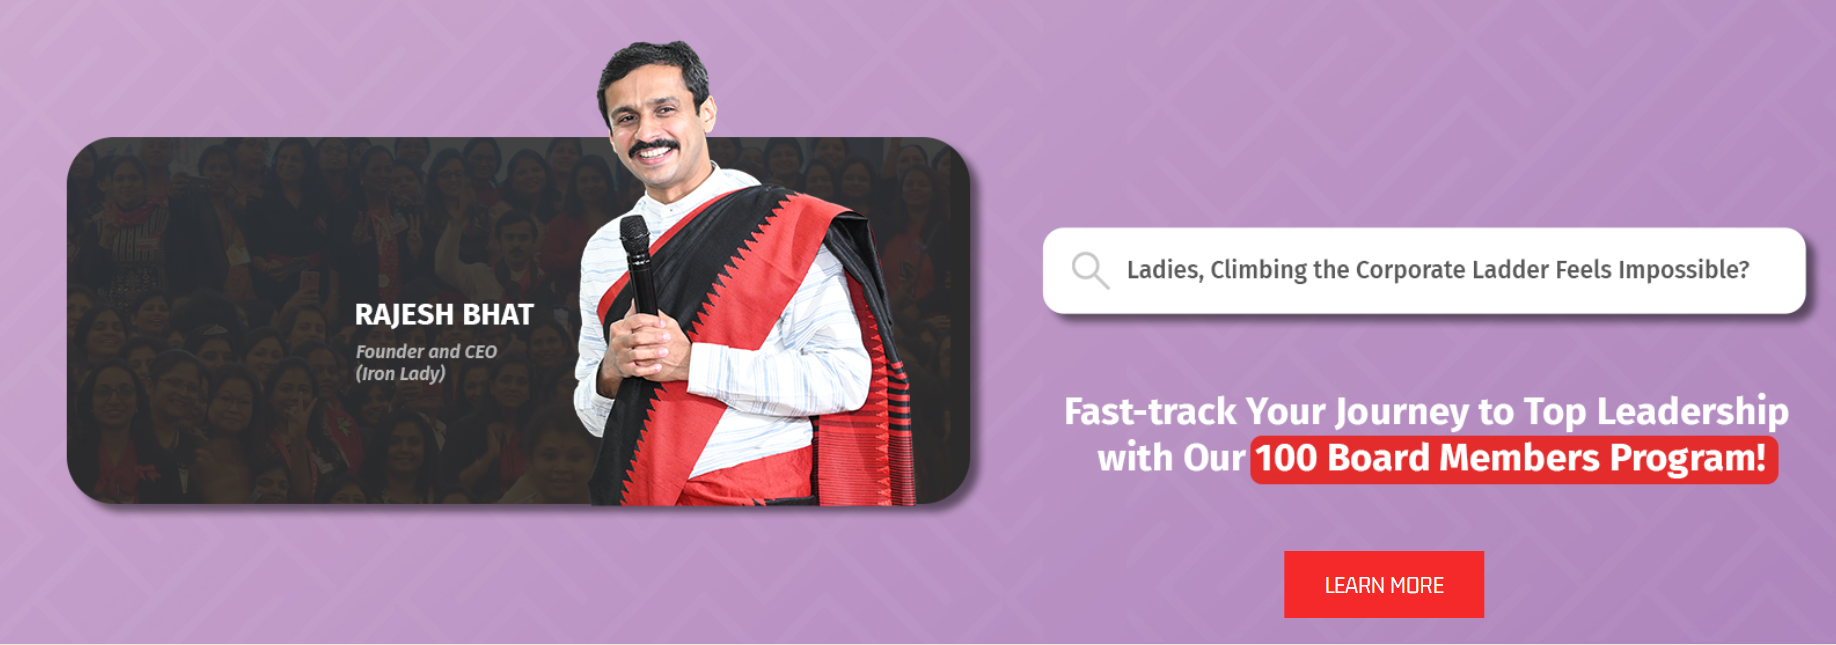 RAJESH BHAT
Founder and CEO
(Iron Lady)
Ladies, Climbing the Corporate Ladder Feels Impossible?
Fast-track Your Journey to Top Leadership
with Our 100 Board Members Program!
LEARN MORE